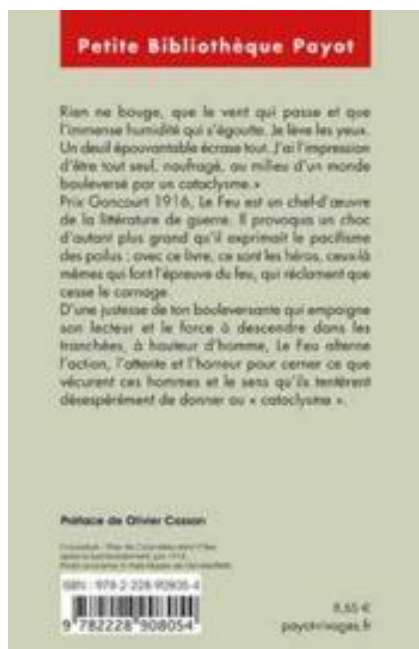 Petite Bibliothèque Payot
Rien ne bouge, que le vent qui passe et que
l'immense humidité qui s'égoutte. Je lève les yeux.
Un deuil épouvantable écrase tout. J'ai l'impression
d'être tout seul, naufragé, au milieu d'un monde
bouleversé par un cataclysme.»
Prix Goncourt 1916, Le Feu est un chef-d'œuvre
de la littérature de guerre. Il provoqua un choc
d'autant plus grand qu'il exprimait le pacifisme
des poilus ; avec ce livre, ce sont les héros, ceux-là
mêmes qui font l'épreuve du feu, qui réclament que
cesse le carnage.
D'une justesse de ton bouleversante qui empoigne
son lecteur et le force à descendre dans les
tranchées, à hauteur d'homme, Le Feu alterne
l'action, l'attente et l'horreur pour cerner ce que
vécurent ces hommes et le sens qu'ils tentèrent
désespérément de donner au « cataclysme ».
Préface de Olivier Cosson
ISBN : 978-2-228-90805-4
9 782228 908054
8,65 €
payot-rivages.fr